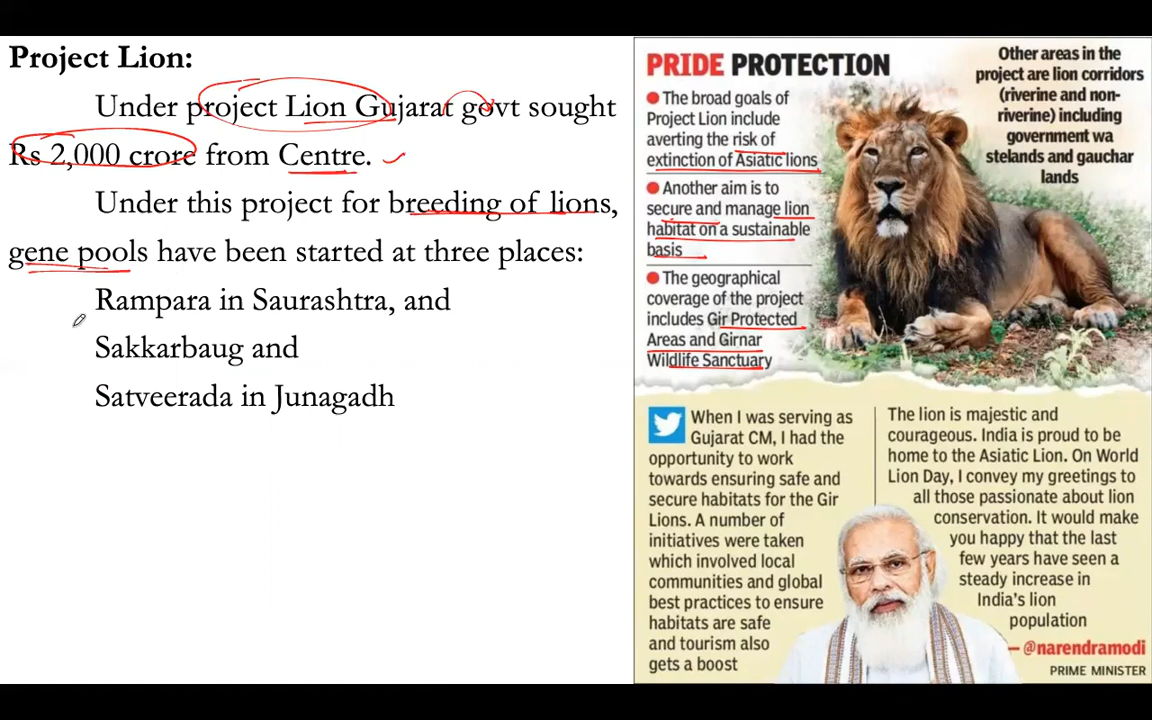 Project Lion:
Under project Lion Gujarat govt sought
Rs 2,000 crore from Centre.
Under this project for breeding of lions,
gene pools have been started at three places:
Rampara in Saurashtra, and
Sakkarbaug and
Satveerada in Junagadh
PRIDE PROTECTION
The broad goals of
Project Lion include
averting the risk of
extinction of Asiatic lions
Another aim is to
secure and manage lion
habitat on a sustainable
basis
The geographical
coverage of the project
includes Gir Protected
Areas and Girnar
Wildlife Sanctuary
Other areas in the
project are lion corridors
(riverine and non-
riverine) including
government wa
stelands and gauchar
lands
When I was serving as
Gujarat CM, I had the
opportunity to work
towards ensuring safe and
secure habitats for the Gir
Lions. A number of
initiatives were taken
which involved local
communities and global
best practices to ensure
habitats are safe
and tourism also
gets a boost
The lion is majestic and
courageous. India is proud to be
home to the Asiatic Lion. On World
Lion Day, I convey my greetings to
all those passionate about lion
conservation. It would make
you happy that the last
few years have seen a
steady increase in
India's lion
population
— @narendramodi
PRIME MINISTER